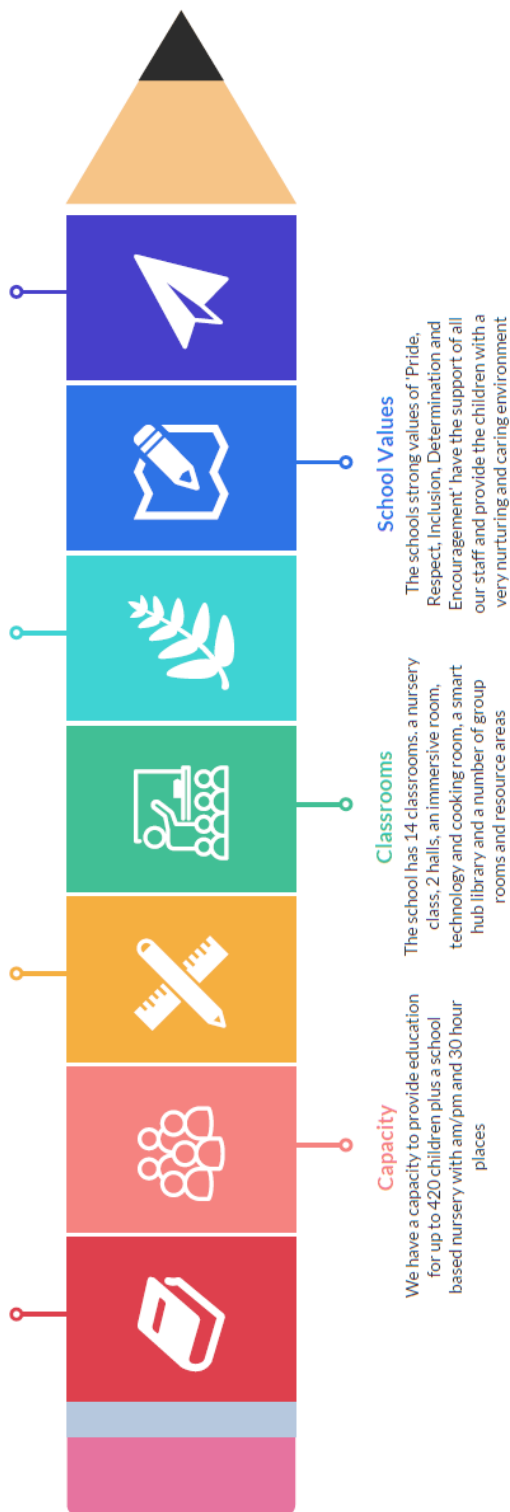 Capacity
We have a capacity to provide education
for up to 420 children plus a school
based nursery with am/pm and 30 hour
places
Classrooms
The school has 14 classrooms, a nursery
class, 2 halls, an immersive room,
technology and cooking room, a smart
hub library and a number of group
rooms and resource areas
School Values
The schools strong values of 'Pride,
Respect, Inclusion, Determination and
Encouragement' have the support of all
our staff and provide the children with a
very nurturing and caring environment